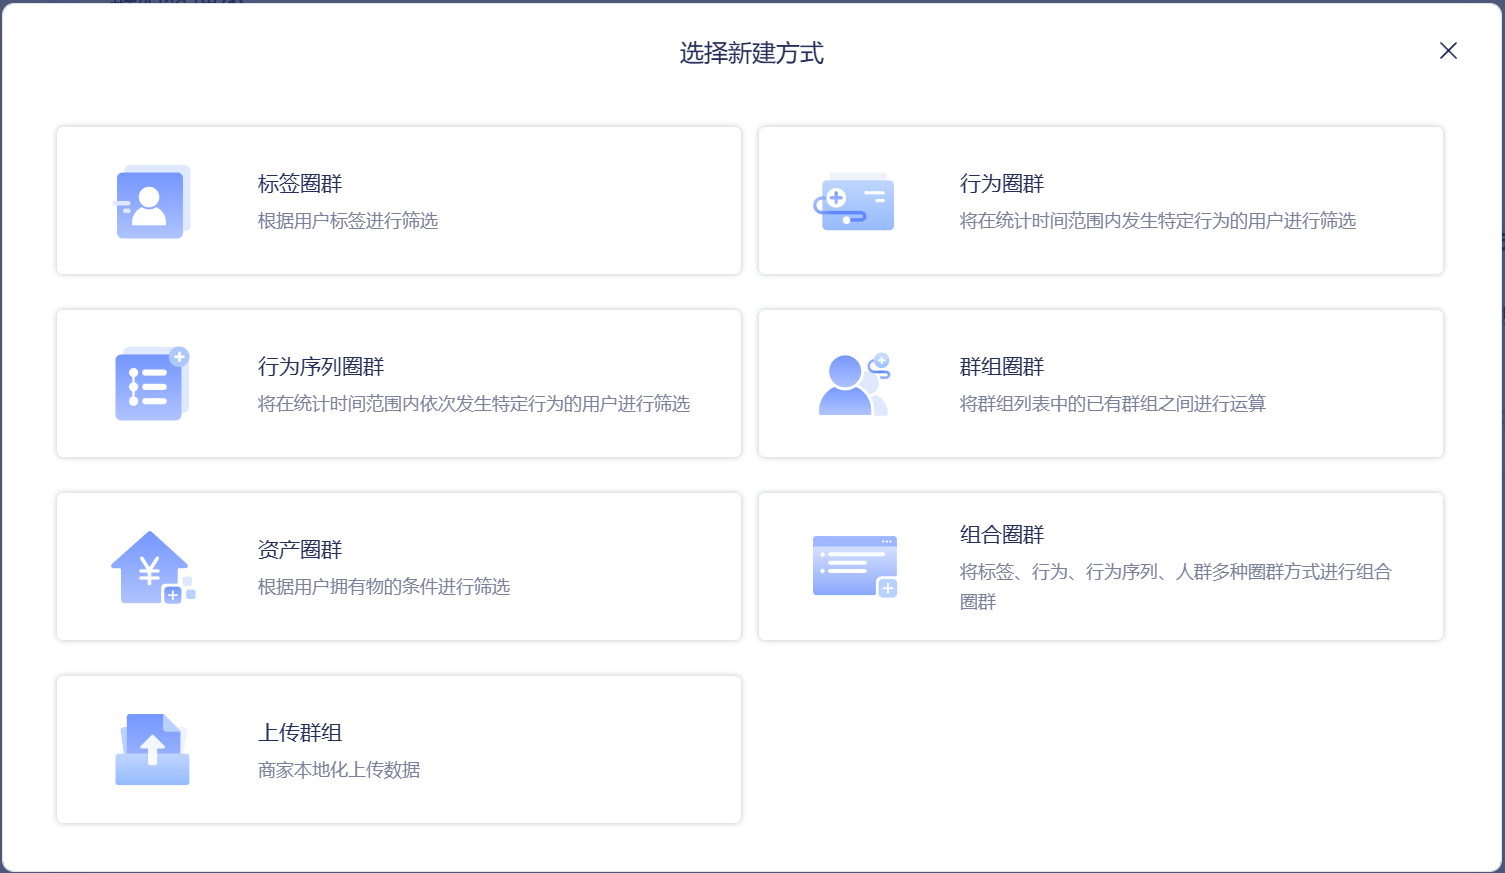 选择新建方式
标签圈群
根据用户标签进行筛选
行为圈群
将在统计时间范围内发生特定行为的用户进行筛选
行为序列圈群
将在统计时间范围内依次发生特定行为的用户进行筛选
群组圈群
将群组列表中的已有群组之间进行运算
资产圈群
根据用户拥有物的条件进行筛选
组合圈群
将标签、行为、行为序列、人群多种圈群方式进行组合
圈群
上传群组
商家本地化上传数据